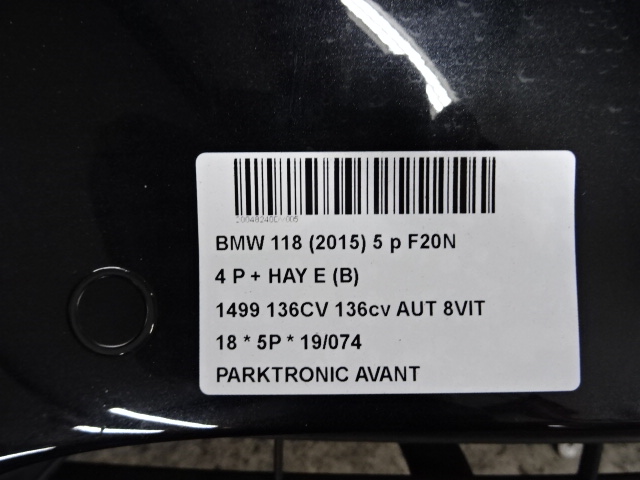 BMW 118 (2015) 5 p F20N
4 P + HAY E (B)
1499 136CV 136cv AUT 8VIT
18 * 5P * 19/074
PARKTRONIC AVANT